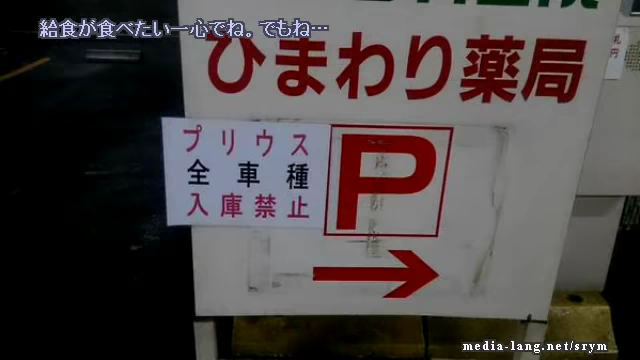 給食が食べたい一心でね。でもね…
ひまわり薬局
プリウス
全車種
入庫禁止
P
→
media-lang.net/srym